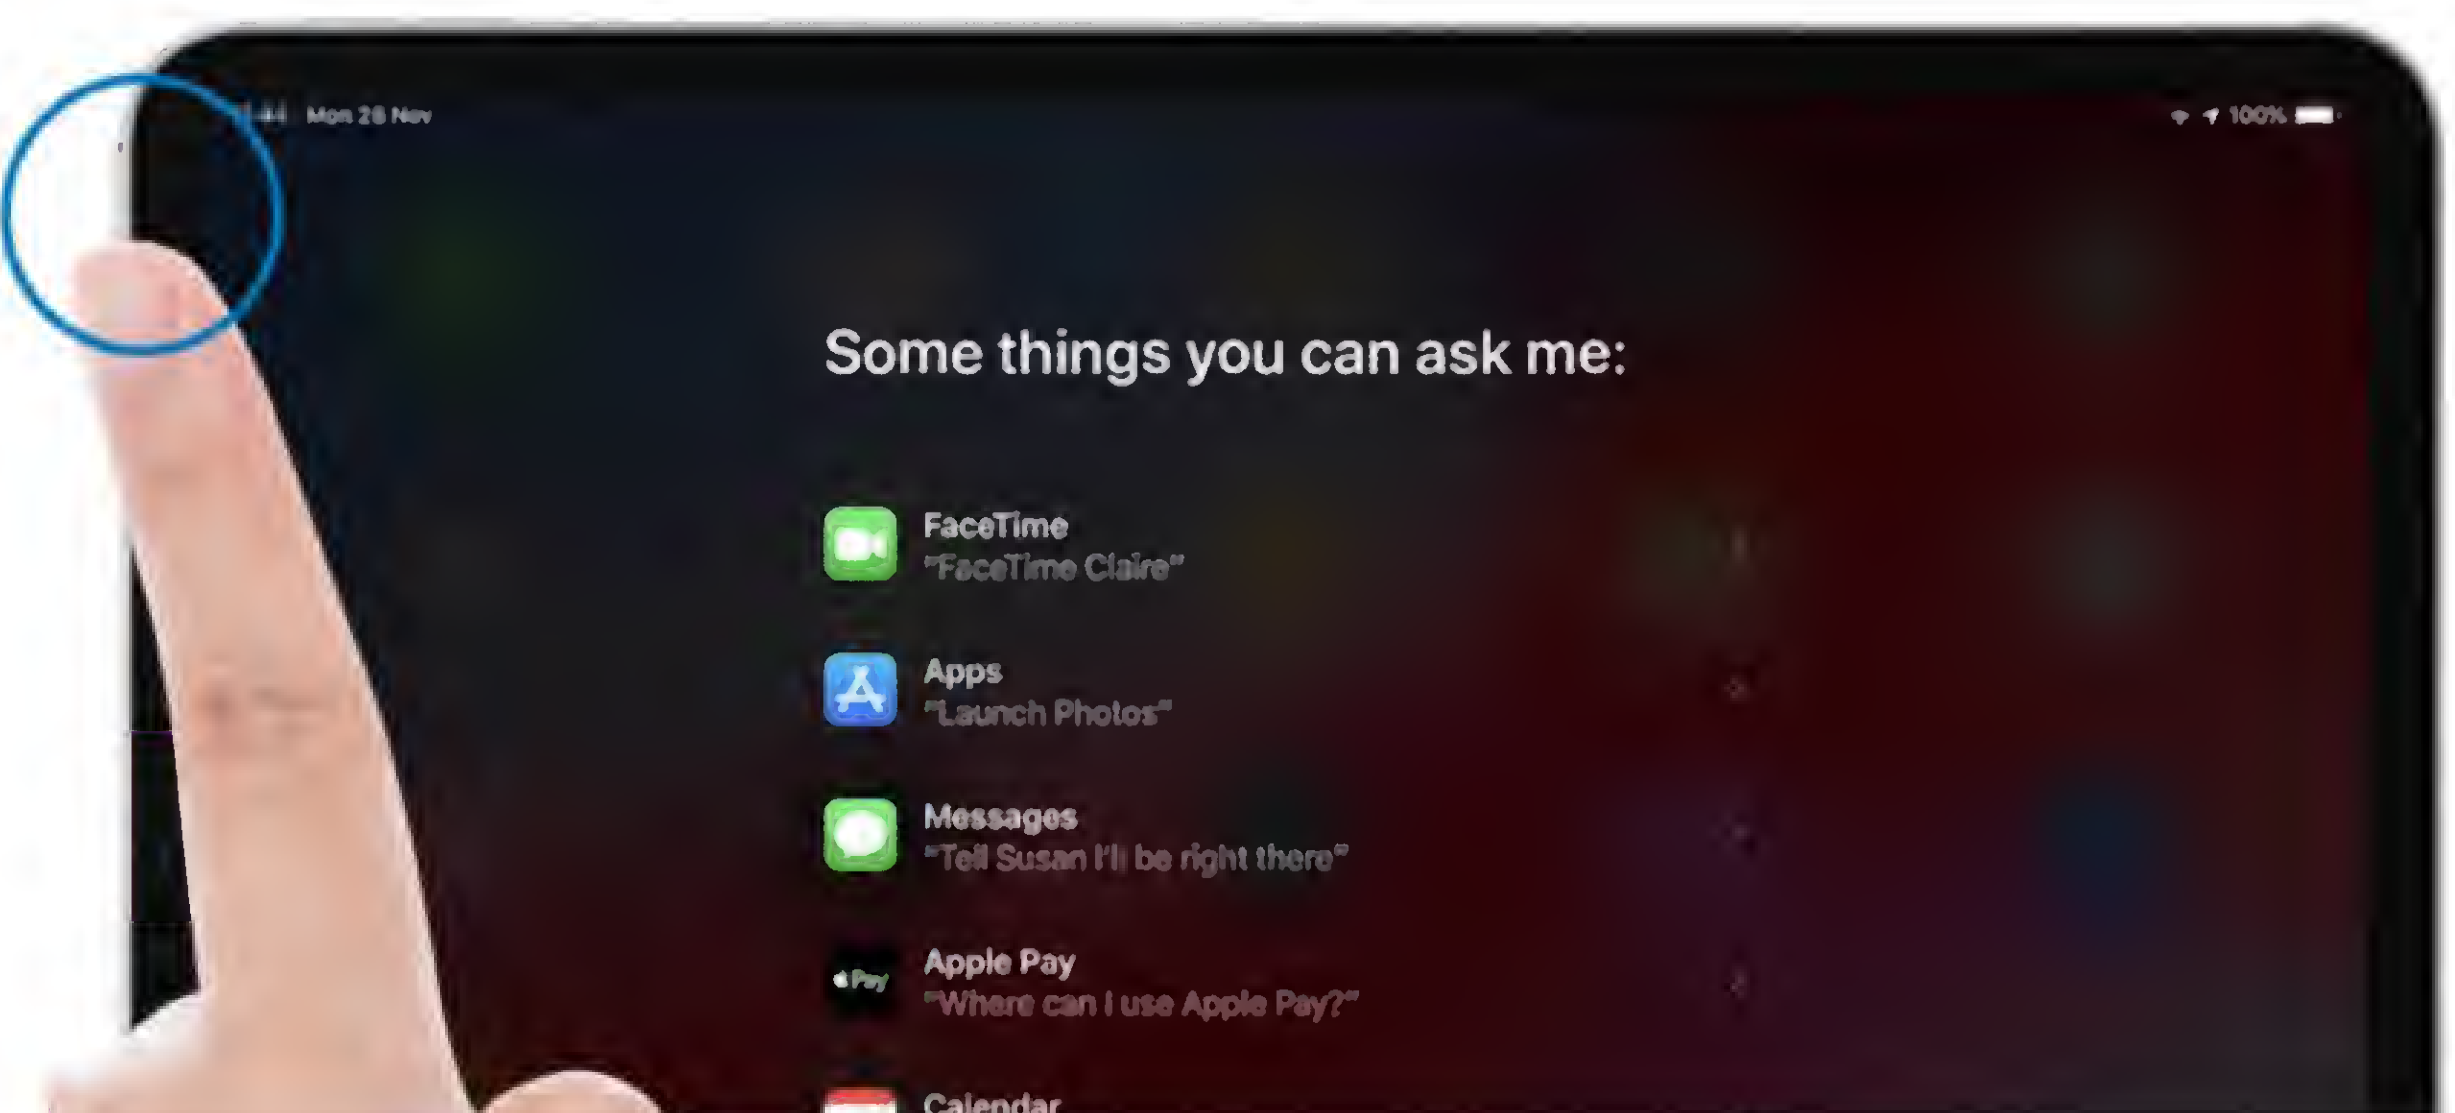 Mon 28 Nov
100%
Some things you can ask me:
FaceTime
"FaceTime Claire"
Apps
"Launch Photos"
Messages
"Tell Susan I'll be right there"
Pay
Apple Pay
"Where can I use Apple Pay?"
Calendar